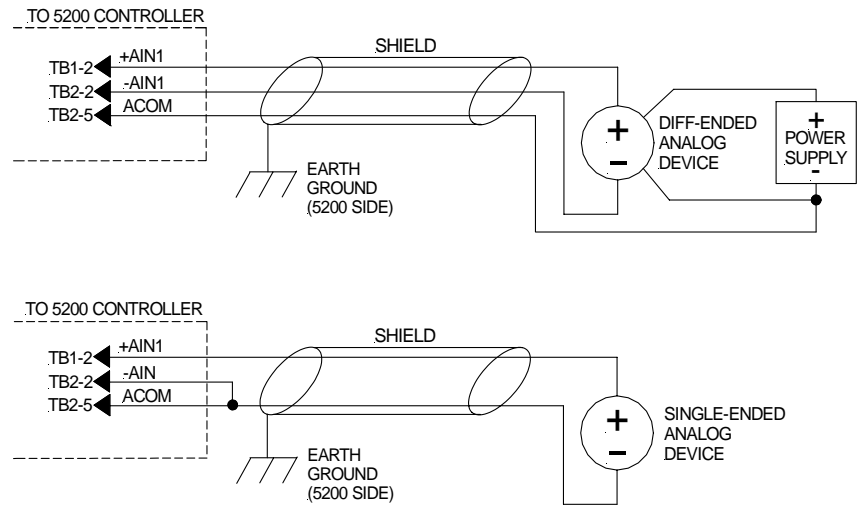 TO 5200 CONTROLLER
SHIELD
+AIN1
TB1-2
-AIN1
TB2-2
ACOM
TB2-5
+
-
DIFF-ENDED
ANALOG
DEVICE
+
POWER
SUPPLY
-
EARTH
GROUND
(5200 SIDE)
TO 5200 CONTROLLER
SHIELD
+AIN1
TB1-2
-AIN
TB2-2
ACOM
TB2-5
+
-
SINGLE-ENDED
ANALOG
DEVICE
EARTH
GROUND
(5200 SIDE)